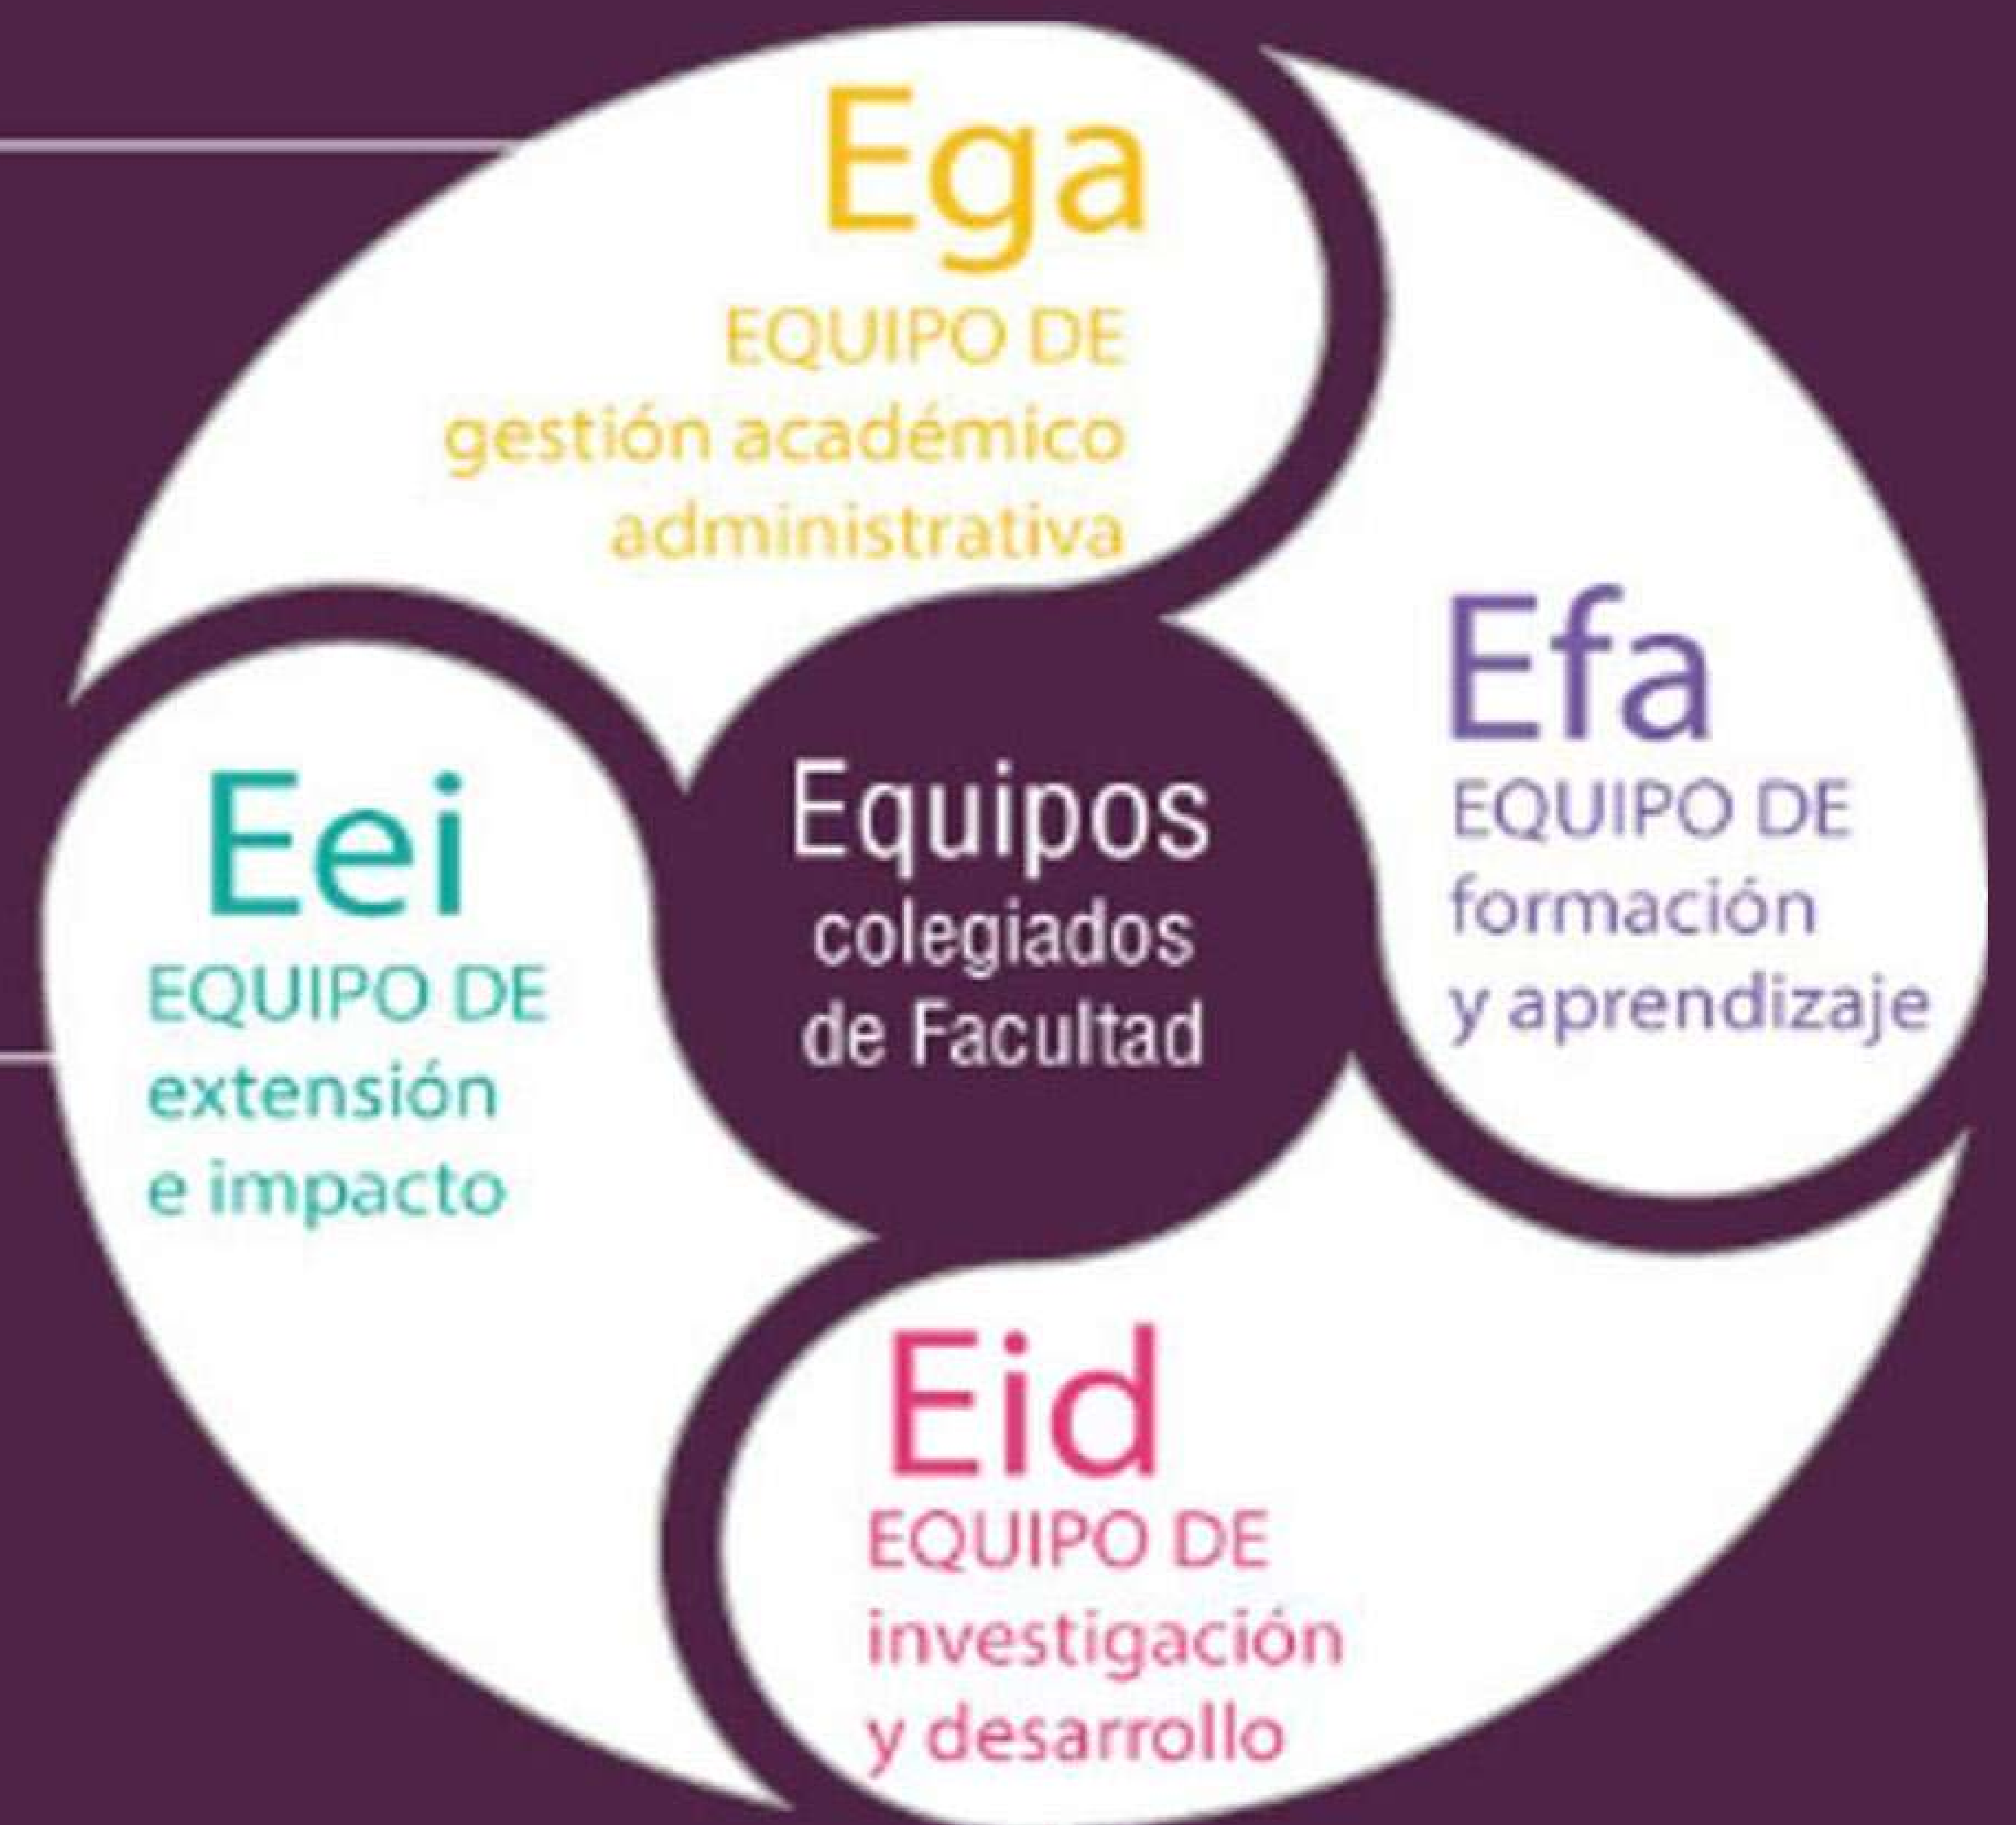 Ega
EQUIPO DE
gestión académico
administrativa
Efa
EQUIPO DE
formación
y aprendizaje
Equipos
colegiados
de Facultad
Eei
EQUIPO DE
extensión
e impacto
Eid
EQUIPO DE
investigación
y desarrollo